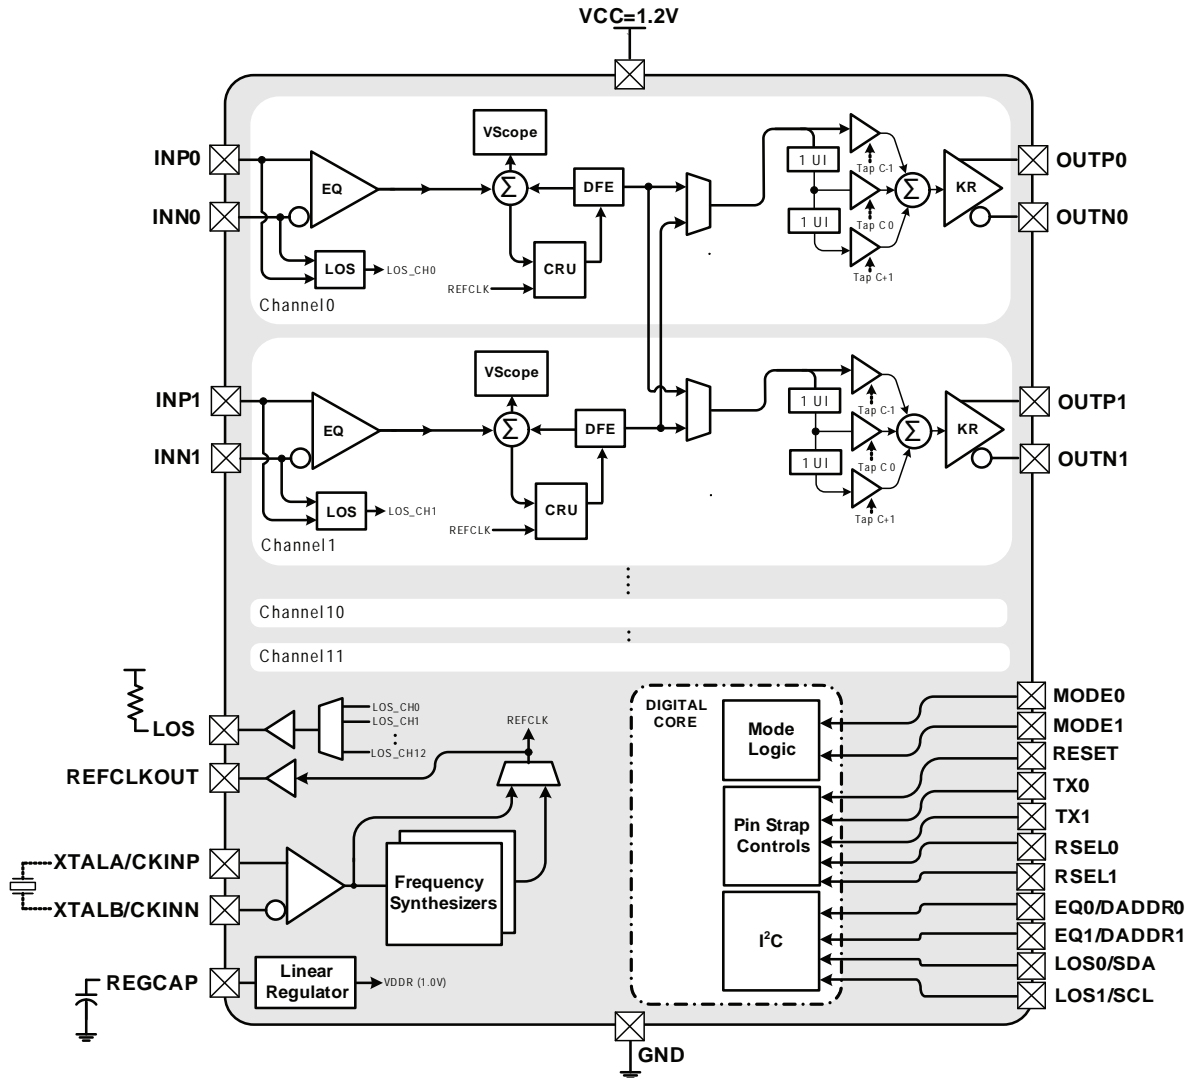 VCC=1.2V
INP0
INN0
EQ
VScope
Σ
DFE
LOS
LOS_CH0
REFCLK
CRU
Channel0
1 UI
1 UI
Tap C-1
Tap C 0
Tap C+1
Σ
KR
OUTP0
OUTN0
INP1
INN1
EQ
VScope
Σ
DFE
LOS
LOS_CH1
REFCLK
CRU
Channel1
1 UI
1 UI
Tap C-1
Tap C 0
Tap C+1
Σ
KR
OUTP1
OUTN1
Channel10
Channel11
LOS
LOS_CH0
LOS_CH1
LOS_CH12
REFCLK
REFCLKOUT
XTALA/CKINP
XTALB/CKINN
Frequency
Synthesizers
REGCAP
Linear
Regulator
VDDR (1.0V)
DIGITAL
CORE
Mode
Logic
Pin Strap
Controls
I²C
MODE0
MODE1
RESET
TX0
TX1
RSEL0
RSEL1
EQ0/DADDR0
EQ1/DADDR1
LOS0/SDA
LOS1/SCL
GND